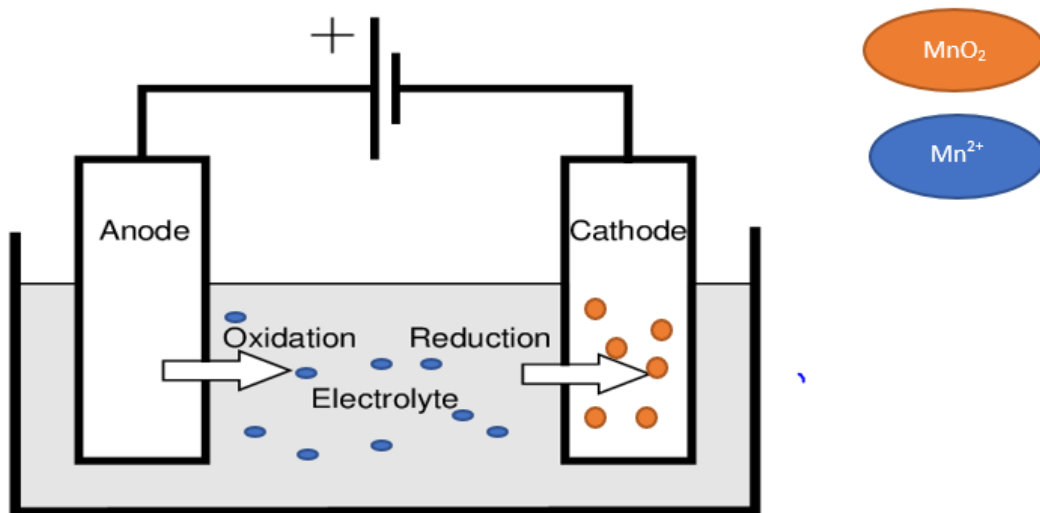 +
MnO₂
Mn²⁺
Anode
Cathode
Oxidation
Reduction
Electrolyte